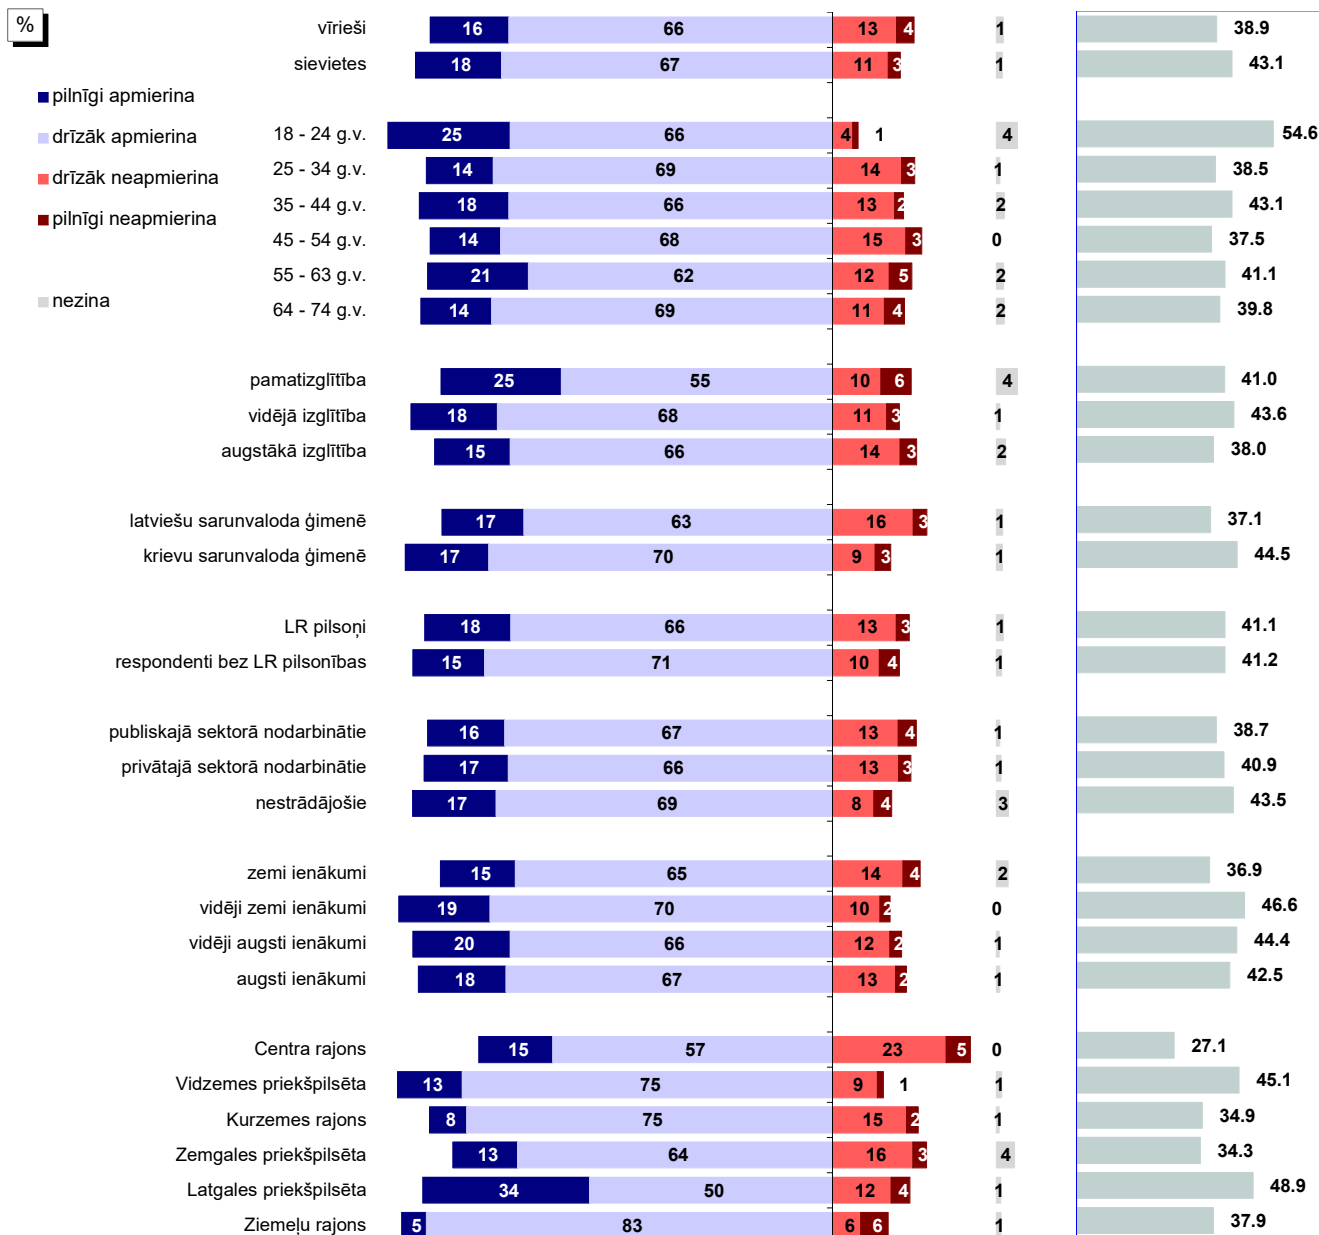 %
pilnīgi apmierina
drīzāk apmierina
drīzāk neapmierina
pilnīgi neapmierina
nezina
vīrieši 16 66 13 4 1 38.9
sievietes 18 67 11 3 1 43.1
18 - 24 g.v. 25 66 4 1 4 54.6
25 - 34 g.v. 14 69 14 3 1 38.5
35 - 44 g.v. 18 66 13 2 2 43.1
45 - 54 g.v. 14 68 15 3 0 37.5
55 - 63 g.v. 21 62 12 5 2 41.1
64 - 74 g.v. 14 69 11 4 2 39.8
pamatizglītība 25 55 10 6 4 41.0
vidējā izglītība 18 68 11 3 1 43.6
augstākā izglītība 15 66 14 3 2 38.0
latviešu sarunvaloda ģimenē 17 63 16 3 1 37.1
krievu sarunvaloda ģimenē 17 70 9 3 1 44.5
LR pilsoņi 18 66 13 3 1 41.1
respondenti bez LR pilsonības 15 71 10 4 1 41.2
publiskajā sektorā nodarbinātie 16 67 13 4 1 38.7
privātajā sektorā nodarbinātie 17 66 13 3 1 40.9
nestrādājošie 17 69 8 4 3 43.5
zemi ienākumi 15 65 14 4 2 36.9
vidēji zemi ienākumi 19 70 10 2 0 46.6
vidēji augsti ienākumi 20 66 12 2 1 44.4
augsti ienākumi 18 67 13 2 1 42.5
Centra rajons 15 57 23 5 0 27.1
Vidzemes priekšpilsēta 13 75 9 1 1 45.1
Kurzemes rajons 8 75 15 2 1 34.9
Zemgales priekšpilsēta 13 64 16 3 4 34.3
Latgales priekšpilsēta 34 50 12 4 1 48.9
Ziemeļu rajons 5 83 6 6 1 37.9